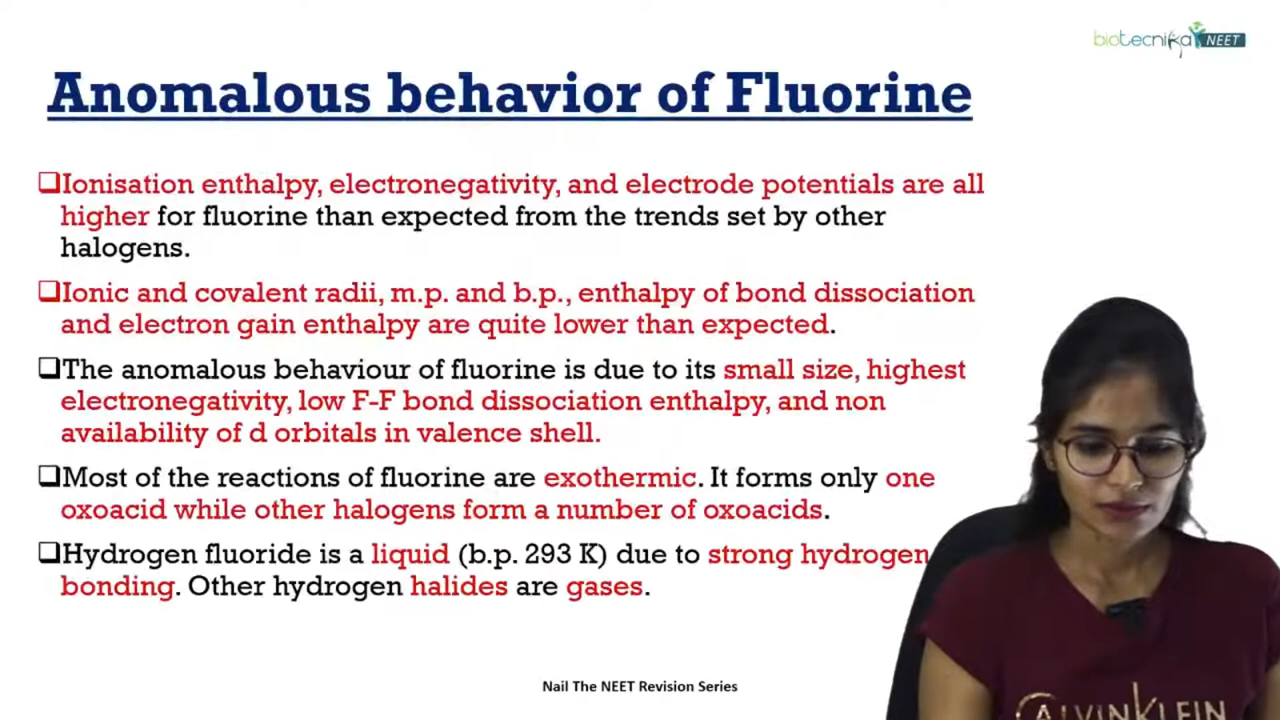 biotecnika NEET
Anomalous behavior of Fluorine
❑Ionisation enthalpy, electronegativity, and electrode potentials are all
higher for fluorine than expected from the trends set by other
halogens.
❑Ionic and covalent radii, m.p. and b.p., enthalpy of bond dissociation
and electron gain enthalpy are quite lower than expected.
❑The anomalous behaviour of fluorine is due to its small size, highest
electronegativity, low F-F bond dissociation enthalpy, and non
availability of d orbitals in valence shell.
❑Most of the reactions of fluorine are exothermic. It forms only one
oxoacid while other halogens form a number of oxoacids.
❑Hydrogen fluoride is a liquid (b.p. 293 K) due to strong hydrogen
bonding. Other hydrogen halides are gases.
Nail The NEET Revision Series
CALVINKLEIN